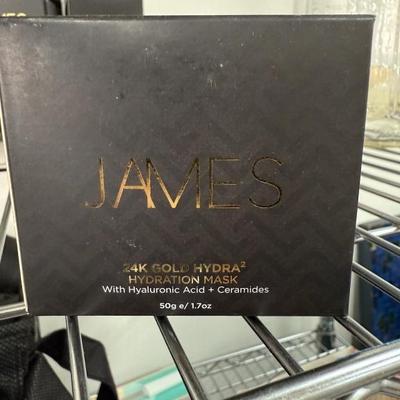 JAMES
24K GOLD HYDRA²
HYDRATION MASK
With Hyaluronic Acid + Ceramides
50g e/ 1.7oz